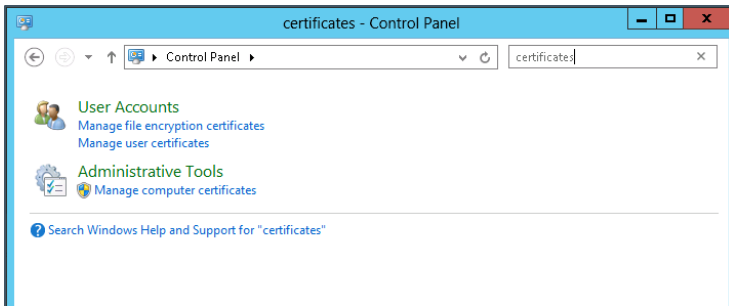 certificates - Control Panel
Control Panel
certificates
User Accounts
Manage file encryption certificates
Manage user certificates
Administrative Tools
Manage computer certificates
Search Windows Help and Support for "certificates"